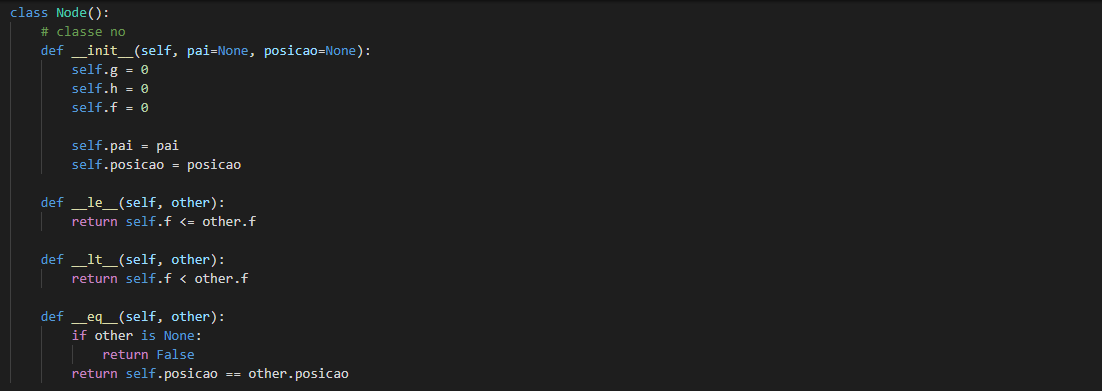 class Node():
    # classe no
    def __init__(self, pai=None, posicao=None):
        self.g = 0
        self.h = 0
        self.f = 0

        self.pai = pai
        self.posicao = posicao

    def __le__(self, other):
        return self.f <= other.f

    def __lt__(self, other):
        return self.f < other.f

    def __eq__(self, other):
        if other is None:
            return False
        return self.posicao == other.posicao